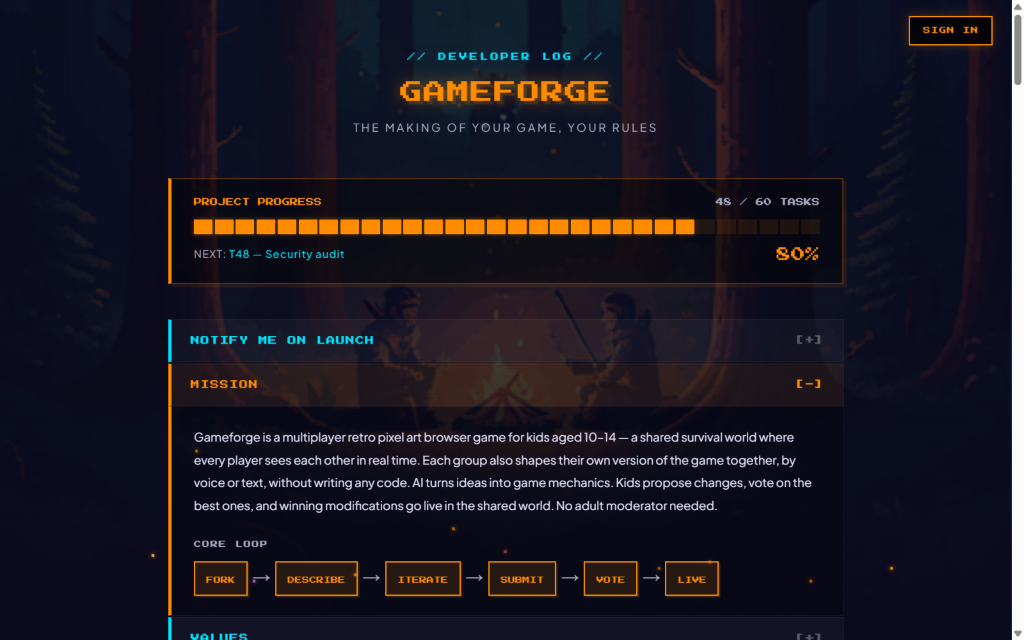 SIGN IN
// DEVELOPER LOG //
GAMEFORGE
THE MAKING OF YOUR GAME, YOUR RULES
PROJECT PROGRESS
48 / 60 TASKS
NEXT: T48 — Security audit
80%
NOTIFY ME ON LAUNCH
[+]
MISSION
[-]
Gameforge is a multiplayer retro pixel art browser game for kids aged 10–14 — a shared survival world where
every player sees each other in real time. Each group also shapes their own version of the game together, by
voice or text, without writing any code. AI turns ideas into game mechanics. Kids propose changes, vote on the
best ones, and winning modifications go live in the shared world. No adult moderator needed.
CORE LOOP
FORK → DESCRIBE → ITERATE → SUBMIT → VOTE → LIVE
VALUES
[+]